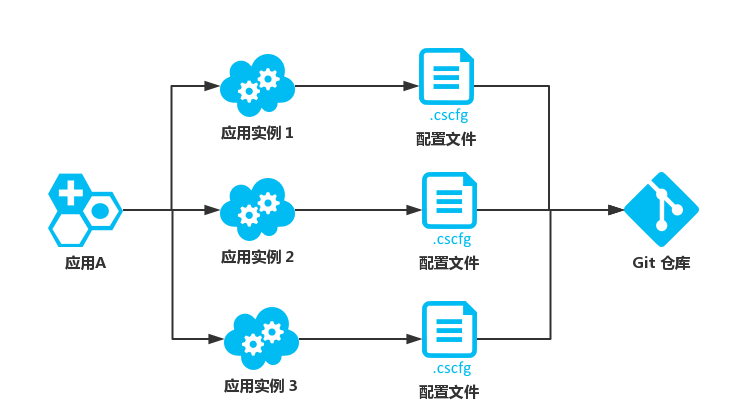 .cscfg
应用实例 1
配置文件
.cscfg
应用A
应用实例 2
配置文件
Git 仓库
.cscfg
应用实例 3
配置文件